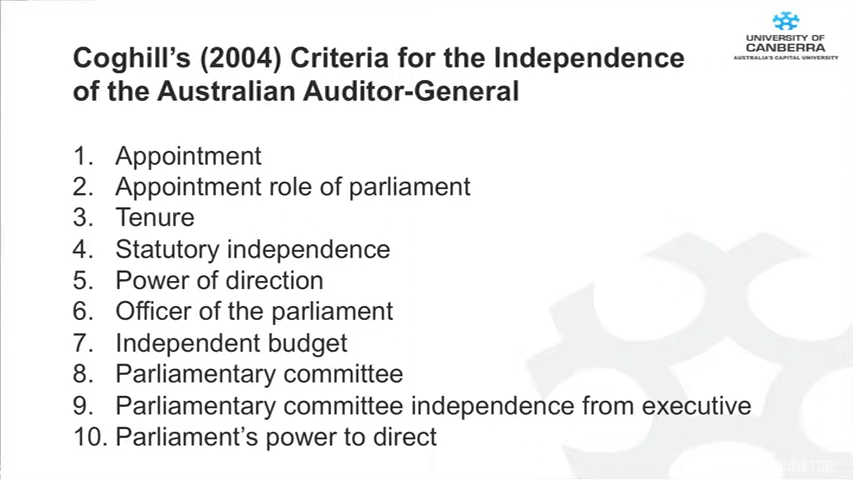 UNIVERSITY OF
CANBERRA
AUSTRALIA'S CAPITAL UNIVERSITY
Coghill's (2004) Criteria for the Independence
of the Australian Auditor-General
1. Appointment
2. Appointment role of parliament
3. Tenure
4. Statutory independence
5. Power of direction
6. Officer of the parliament
7. Independent budget
8. Parliamentary committee
9. Parliamentary committee independence from executive
10. Parliament's power to direct